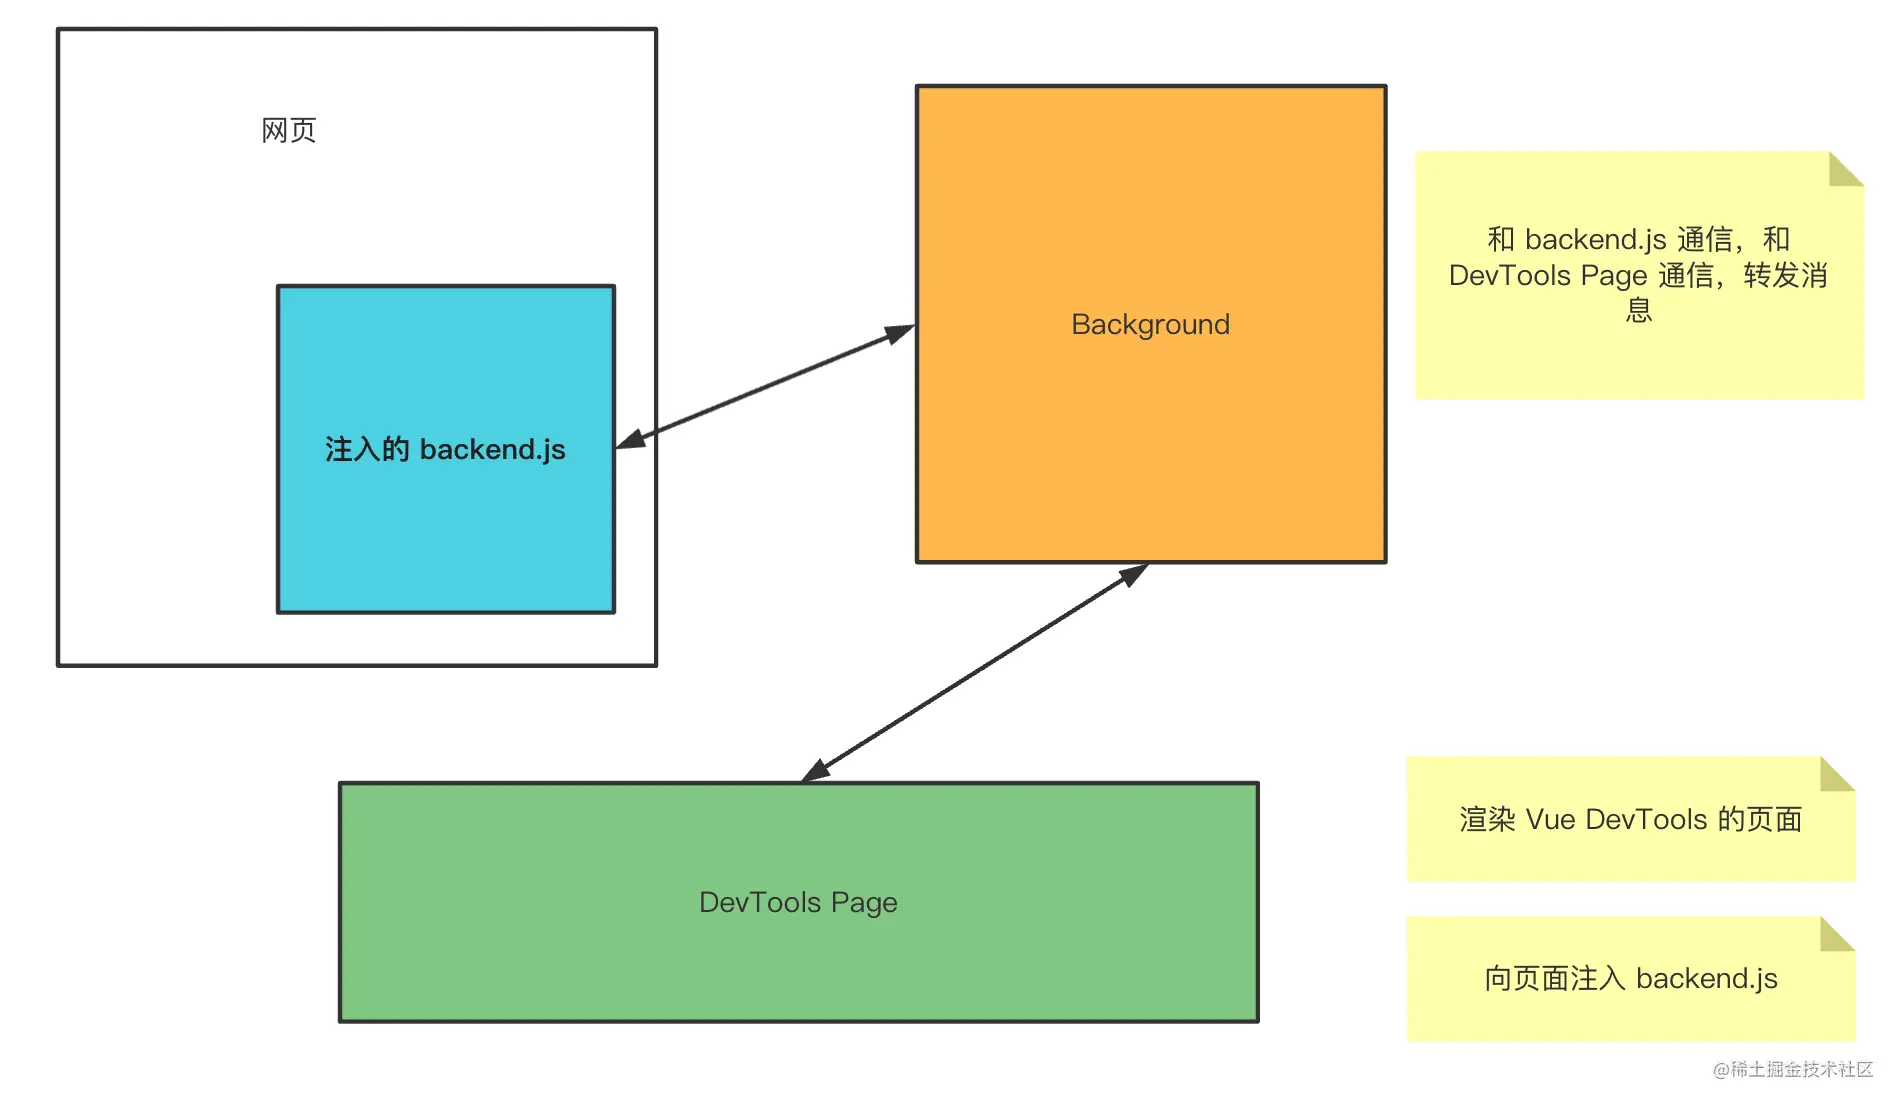 网页
注入的 backend.js
Background
和 backend.js 通信，和
DevTools Page 通信，转发消
息
DevTools Page
渲染 Vue DevTools 的页面
向页面注入 backend.js
@稀土掘金技术社区